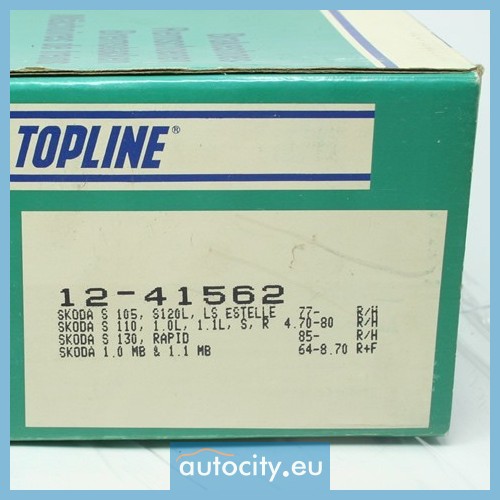 TOPLINE®
12-41562
SKODA S 105, S120L, LS ESTELLE 77- R/H
SKODA S 110, 1.0L, 1.1L, S, R 4.70-80 R/H
SKODA S 130, RAPID 85- R/H
SKODA 1.0 MB & 1.1 MB 64-8.70 R+F
autocity.eu